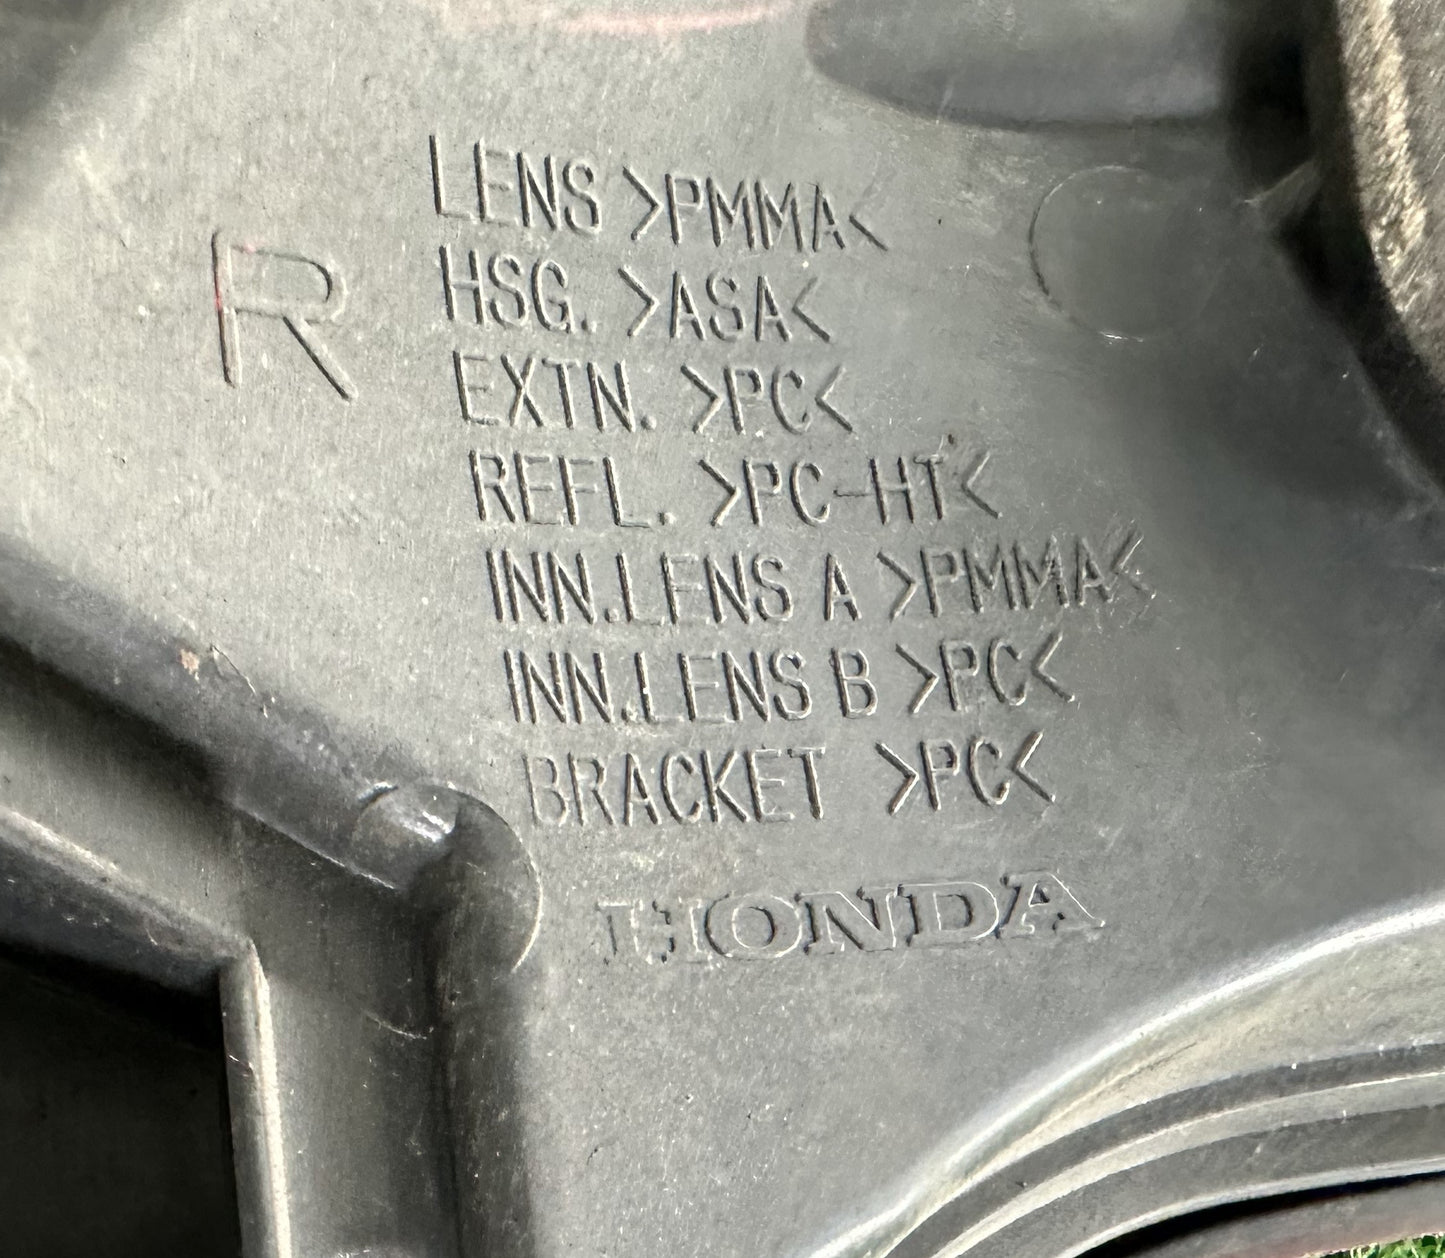 R
LENS >PMMA<
HSG. >ASA<
EXTN. >PC<
REFL. >PC-HT<
INN.LENS A >PMMA<
INN.LENS B >PC<
BRACKET >PC<
HONDA